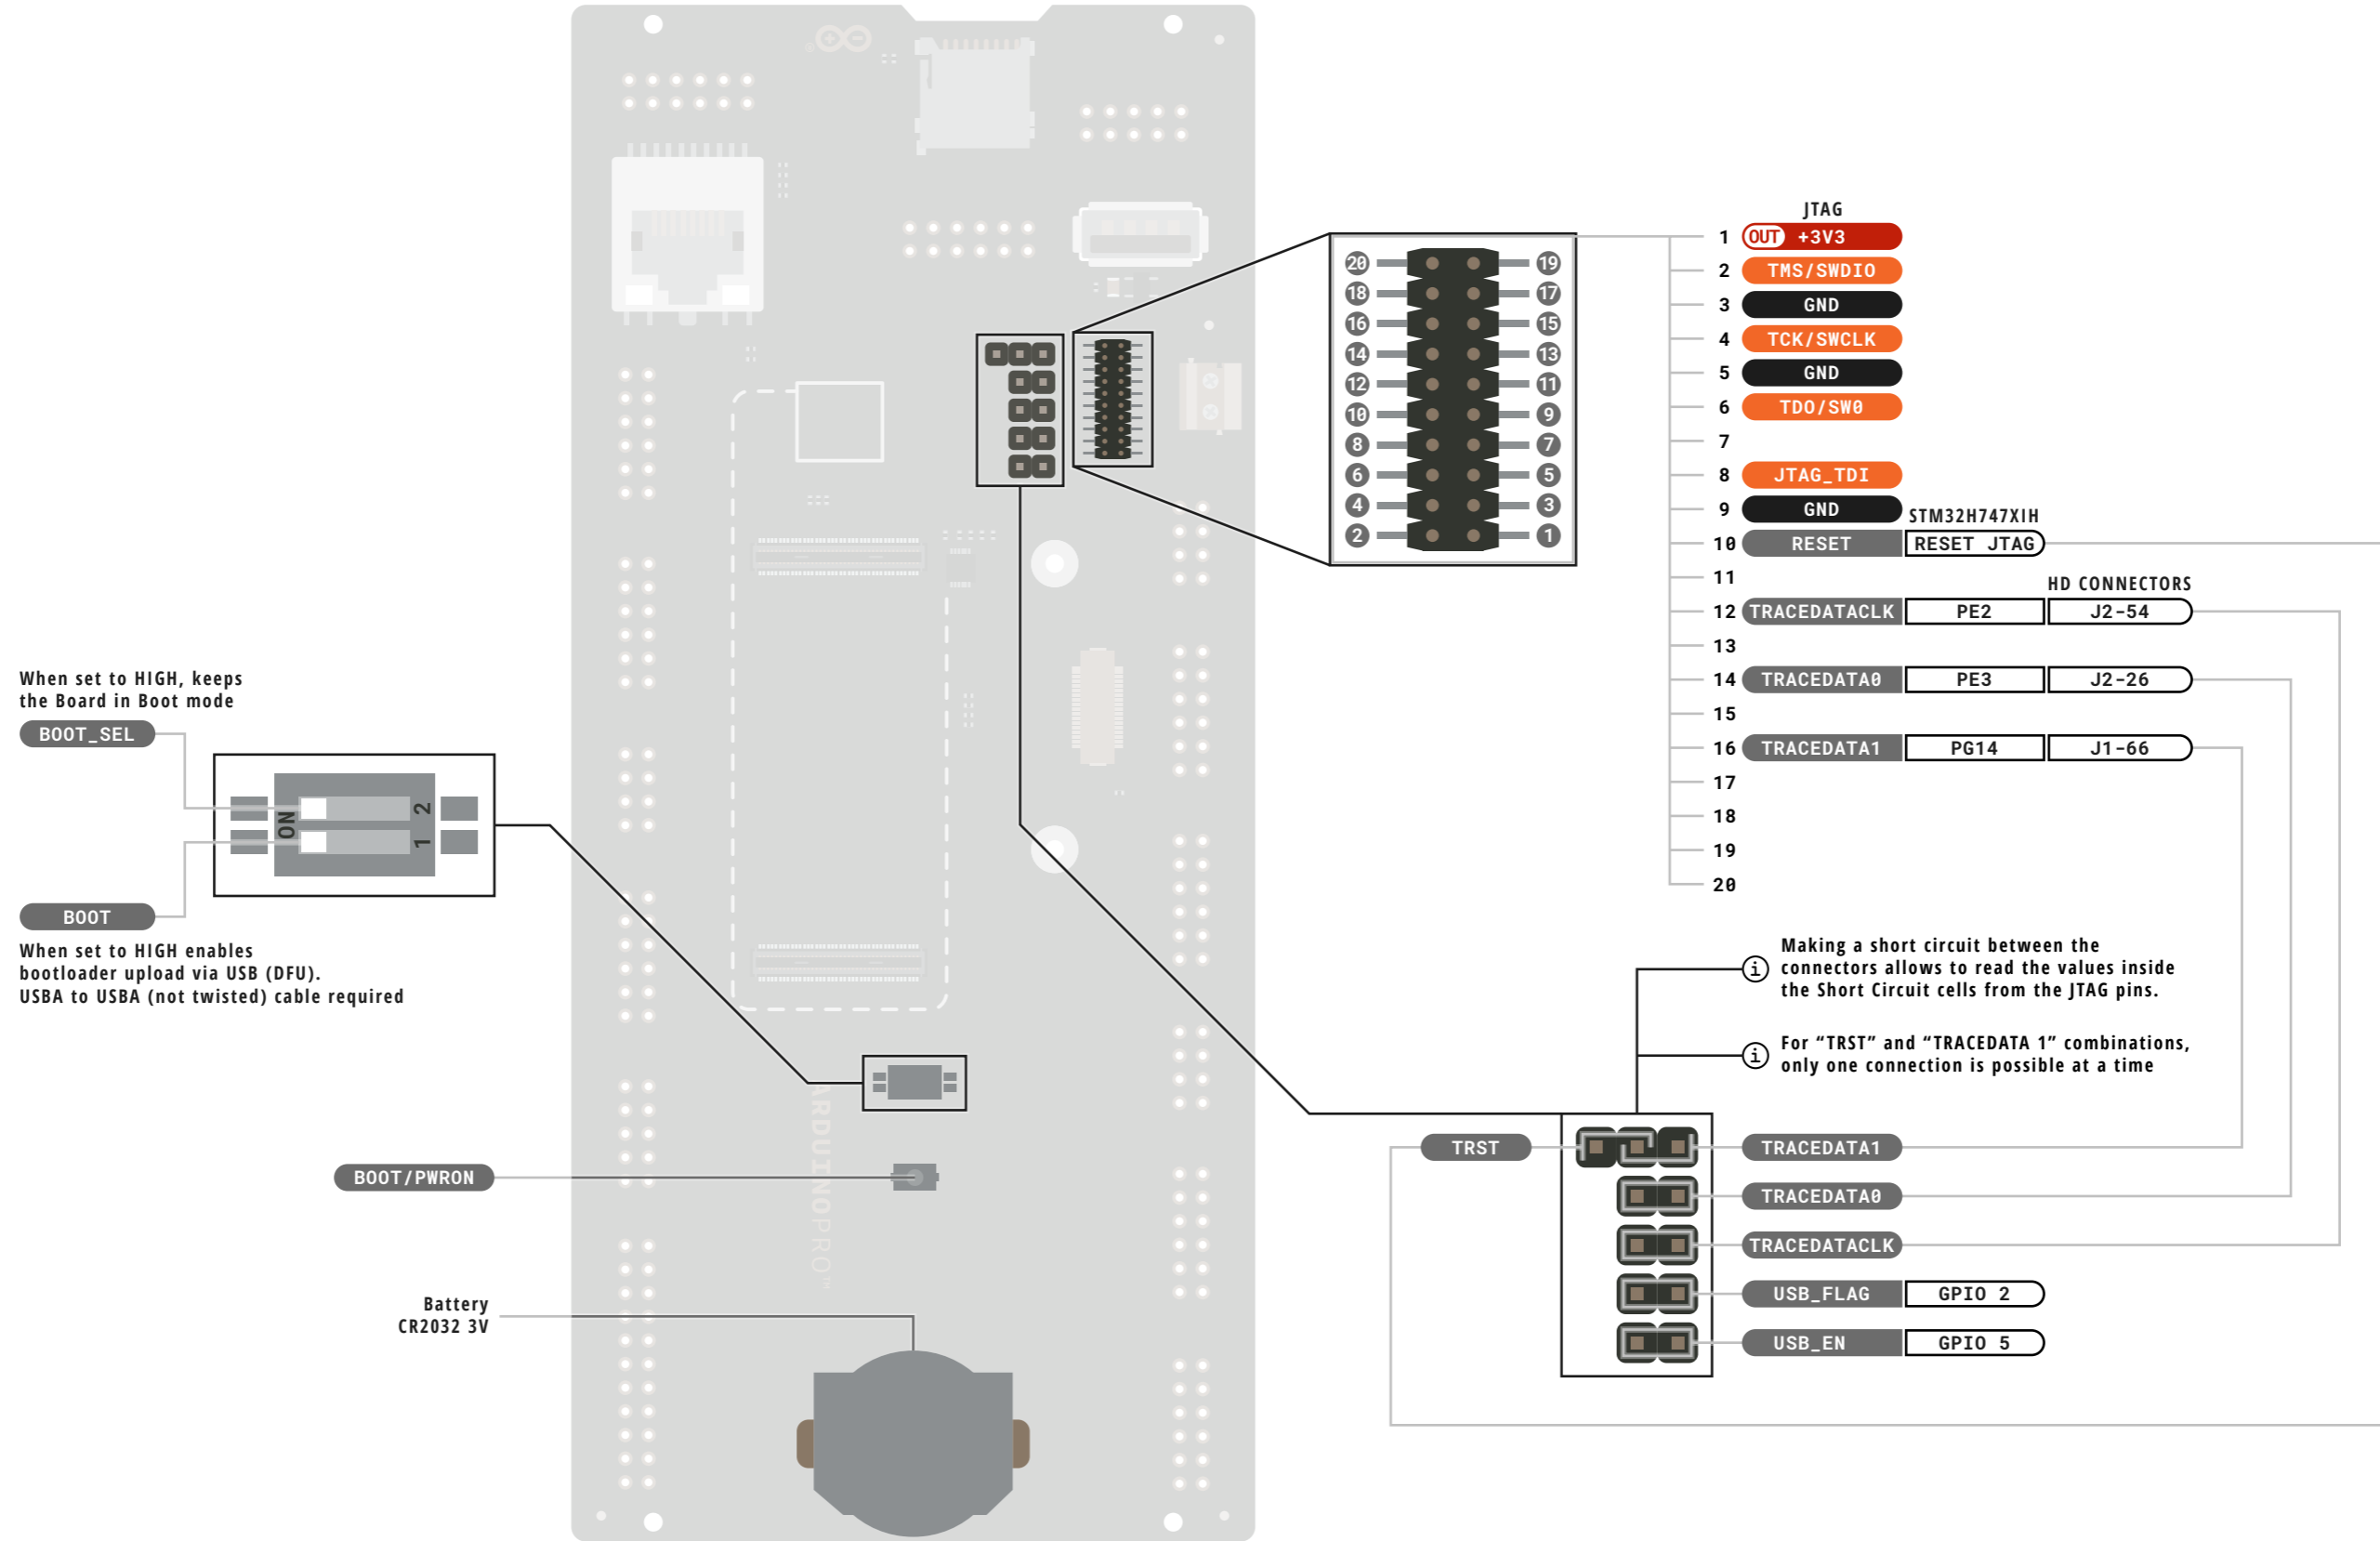 JTAG
1 OUT +3V3
2 TMS/SWDIO
3 GND
4 TCK/SWCLK
5 GND
6 TDO/SW0
7
8 JTAG_TDI
9 GND
STM32H747XIH
10 RESET RESET JTAG
11
HD CONNECTORS
12 TRACEDATACLK PE2 J2-54
13
14 TRACEDATA0 PE3 J2-26
15
16 TRACEDATA1 PG14 J1-66
17
18
19
20
20 19
18 17
16 15
14 13
12 11
10 9
8 7
6 5
4 3
2 1
When set to HIGH, keeps
the Board in Boot mode
BOOT_SEL
ON
2
1
BOOT
When set to HIGH enables
bootloader upload via USB (DFU).
USBA to USBA (not twisted) cable required
i
Making a short circuit between the
connectors allows to read the values inside
the Short Circuit cells from the JTAG pins.
i
For “TRST” and “TRACEDATA 1” combinations,
only one connection is possible at a time
ARDUINOPRO™
BOOT/PWRON
Battery
CR2032 3V
TRST
TRACEDATA1
TRACEDATA0
TRACEDATACLK
USB_FLAG GPIO 2
USB_EN GPIO 5